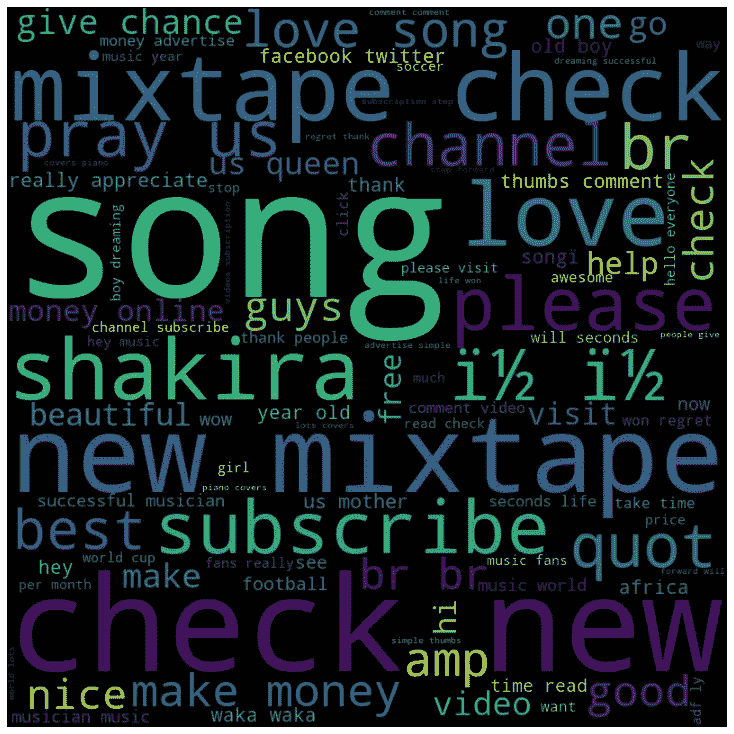 comment comment
give chance
love song
one
go
way
money advertise
music year
facebook twitter
old boy
soccer
dreaming successful
mixtape check
subscription stop
pray us
regret thank
channel
br
covers piano
us queen
step forward
check
really appreciate
stop
thank
thumbs comment
hello everyone
song
love
boy dreaming
videos subscription
click
songi
help
please visit
awesome
life won
please
money online
guys
channel subscribe
will seconds
people give
hey music
thank people
advertise simple
shakira
free
much
ï½ ï½
beautiful
wow
year old
comment video
visit
now
lots covers
read check
won regret
new mixtape
girl
piano covers
successful musician
us mother
seconds life
take time
best
subscribe
price
quot
world cup
fans really
see
music fans
hey
make
br br
forward will
per month
football
music world
africa
check new
hi
simple thumbs
world lots
amp
nice
make money
time read
good
video
want
adf ly
musician music
waka waka